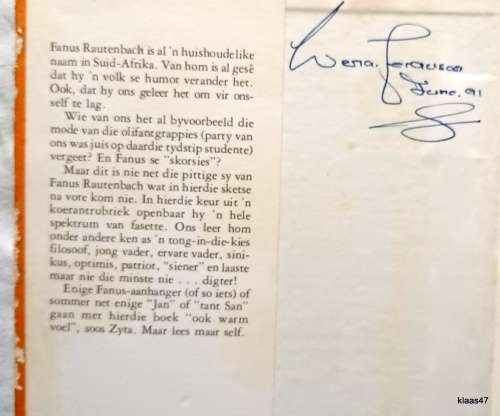 Fanus Rautenbach is al 'n huishoudelike
naam in Suid-Afrika. Van hom is al gesê
dat hy 'n volk se humor verander het.
Ook, dat hy ons geleer het om vir ons-
self te lag.
Wie van ons het al byvoorbeeld die
mode van die olifantgrappies (party van
ons was juis op daardie tydstip studente)
vergeet? En Fanus se "skorsies"?
Maar dit is nie net die pittige sy van
Fanus Rautenbach wat in hierdie sketse
na vore kom nie. In hierdie keur uit 'n
koerantrubriek openbaar hy 'n hele
spektrum van fasette. Ons leer hom
onder andere ken as 'n tong-in-die-kies
filosoof, jong vader, ervare vader, sini-
kus, optimis, patriot, "siener" en laaste
maar nie die minste nie . . . digter!
Enige Fanus-aanhanger (of so iets) of
sommer net enige "Jan" of "tant San"
gaan met hierdie boek "ook warm
voel", soos Zyta. Maar lees maar self.
Ferguson
June. 91
klaas47